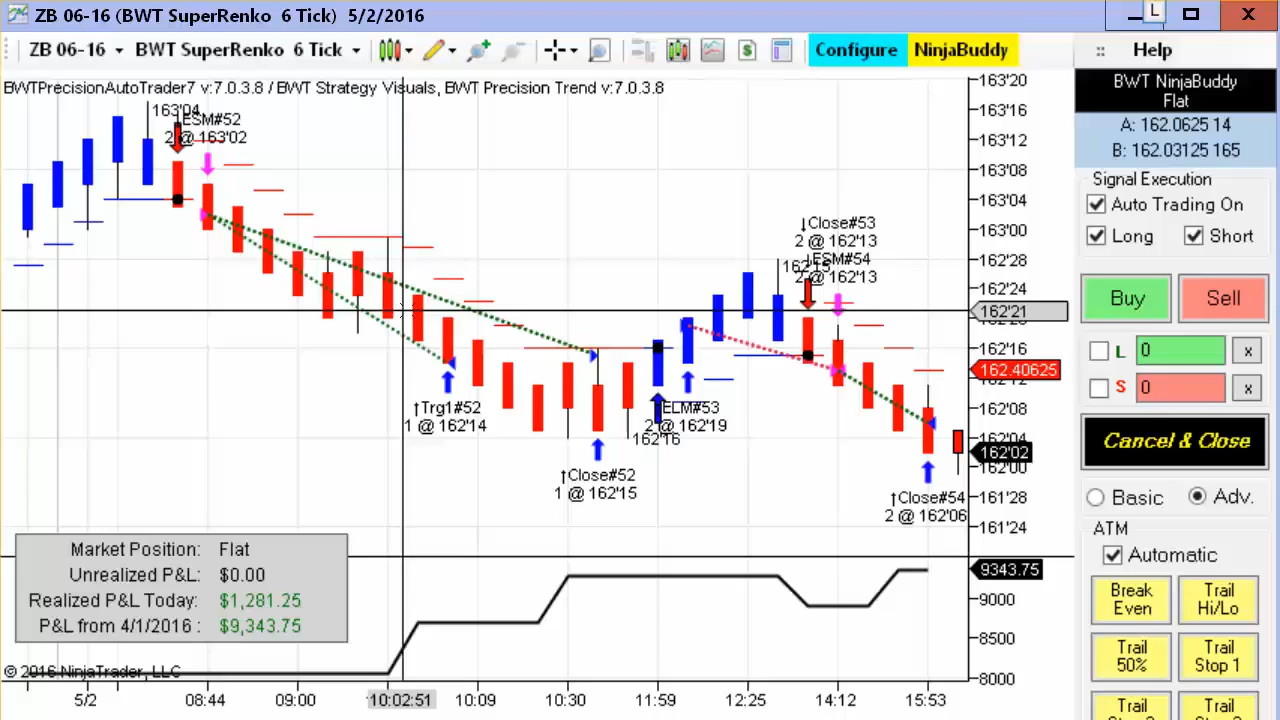 ZB 06-16 (BWT SuperRenko 6 Tick) 5/2/2016
L
X
ZB 06-16 BWT SuperRenko 6 Tick
$
Configure
NinjaBuddy
Help
BWTPrecisionAutoTrader7 v:7.0.3.8 / BWT Strategy Visuals, BWT Precision Trend v:7.0.3.8
163'04
ESM#52
2 @ 163'02
↓Close#53
2 @ 162'13
ESM#54
2 @ 162'13
↑Trg1#52
1 @ 162'14
ELM#53
2 @ 162'19
162'16
↑Close#52
1 @ 162'15
↑Close#54
2 @ 162'06
163'20
163'16
163'12
163'08
163'04
163'00
162'28
162'24
162'21
162'16
162.40625
162'12
162'08
162'04
162'02
162'00
161'28
161'24
Market Position: Flat
Unrealized P&L: $0.00
Realized P&L Today: $1,281.25
P&L from 4/1/2016 : $9,343.75
9343.75
9000
8500
8000
© 2016 NinjaTrader, LLC
5/2 08:44 09:00 10:02:51 10:09 10:30 11:59 12:25 14:12 15:53
BWT NinjaBuddy
Flat
A: 162.0625 14
B: 162.03125 165
Signal Execution
Auto Trading On
Long Short
Buy Sell
L 0 x
S 0 x
Cancel & Close
Basic Adv.
ATM
Automatic
Break Even
Trail Hi/Lo
Trail 50%
Trail Stop 1
Trail
Trail